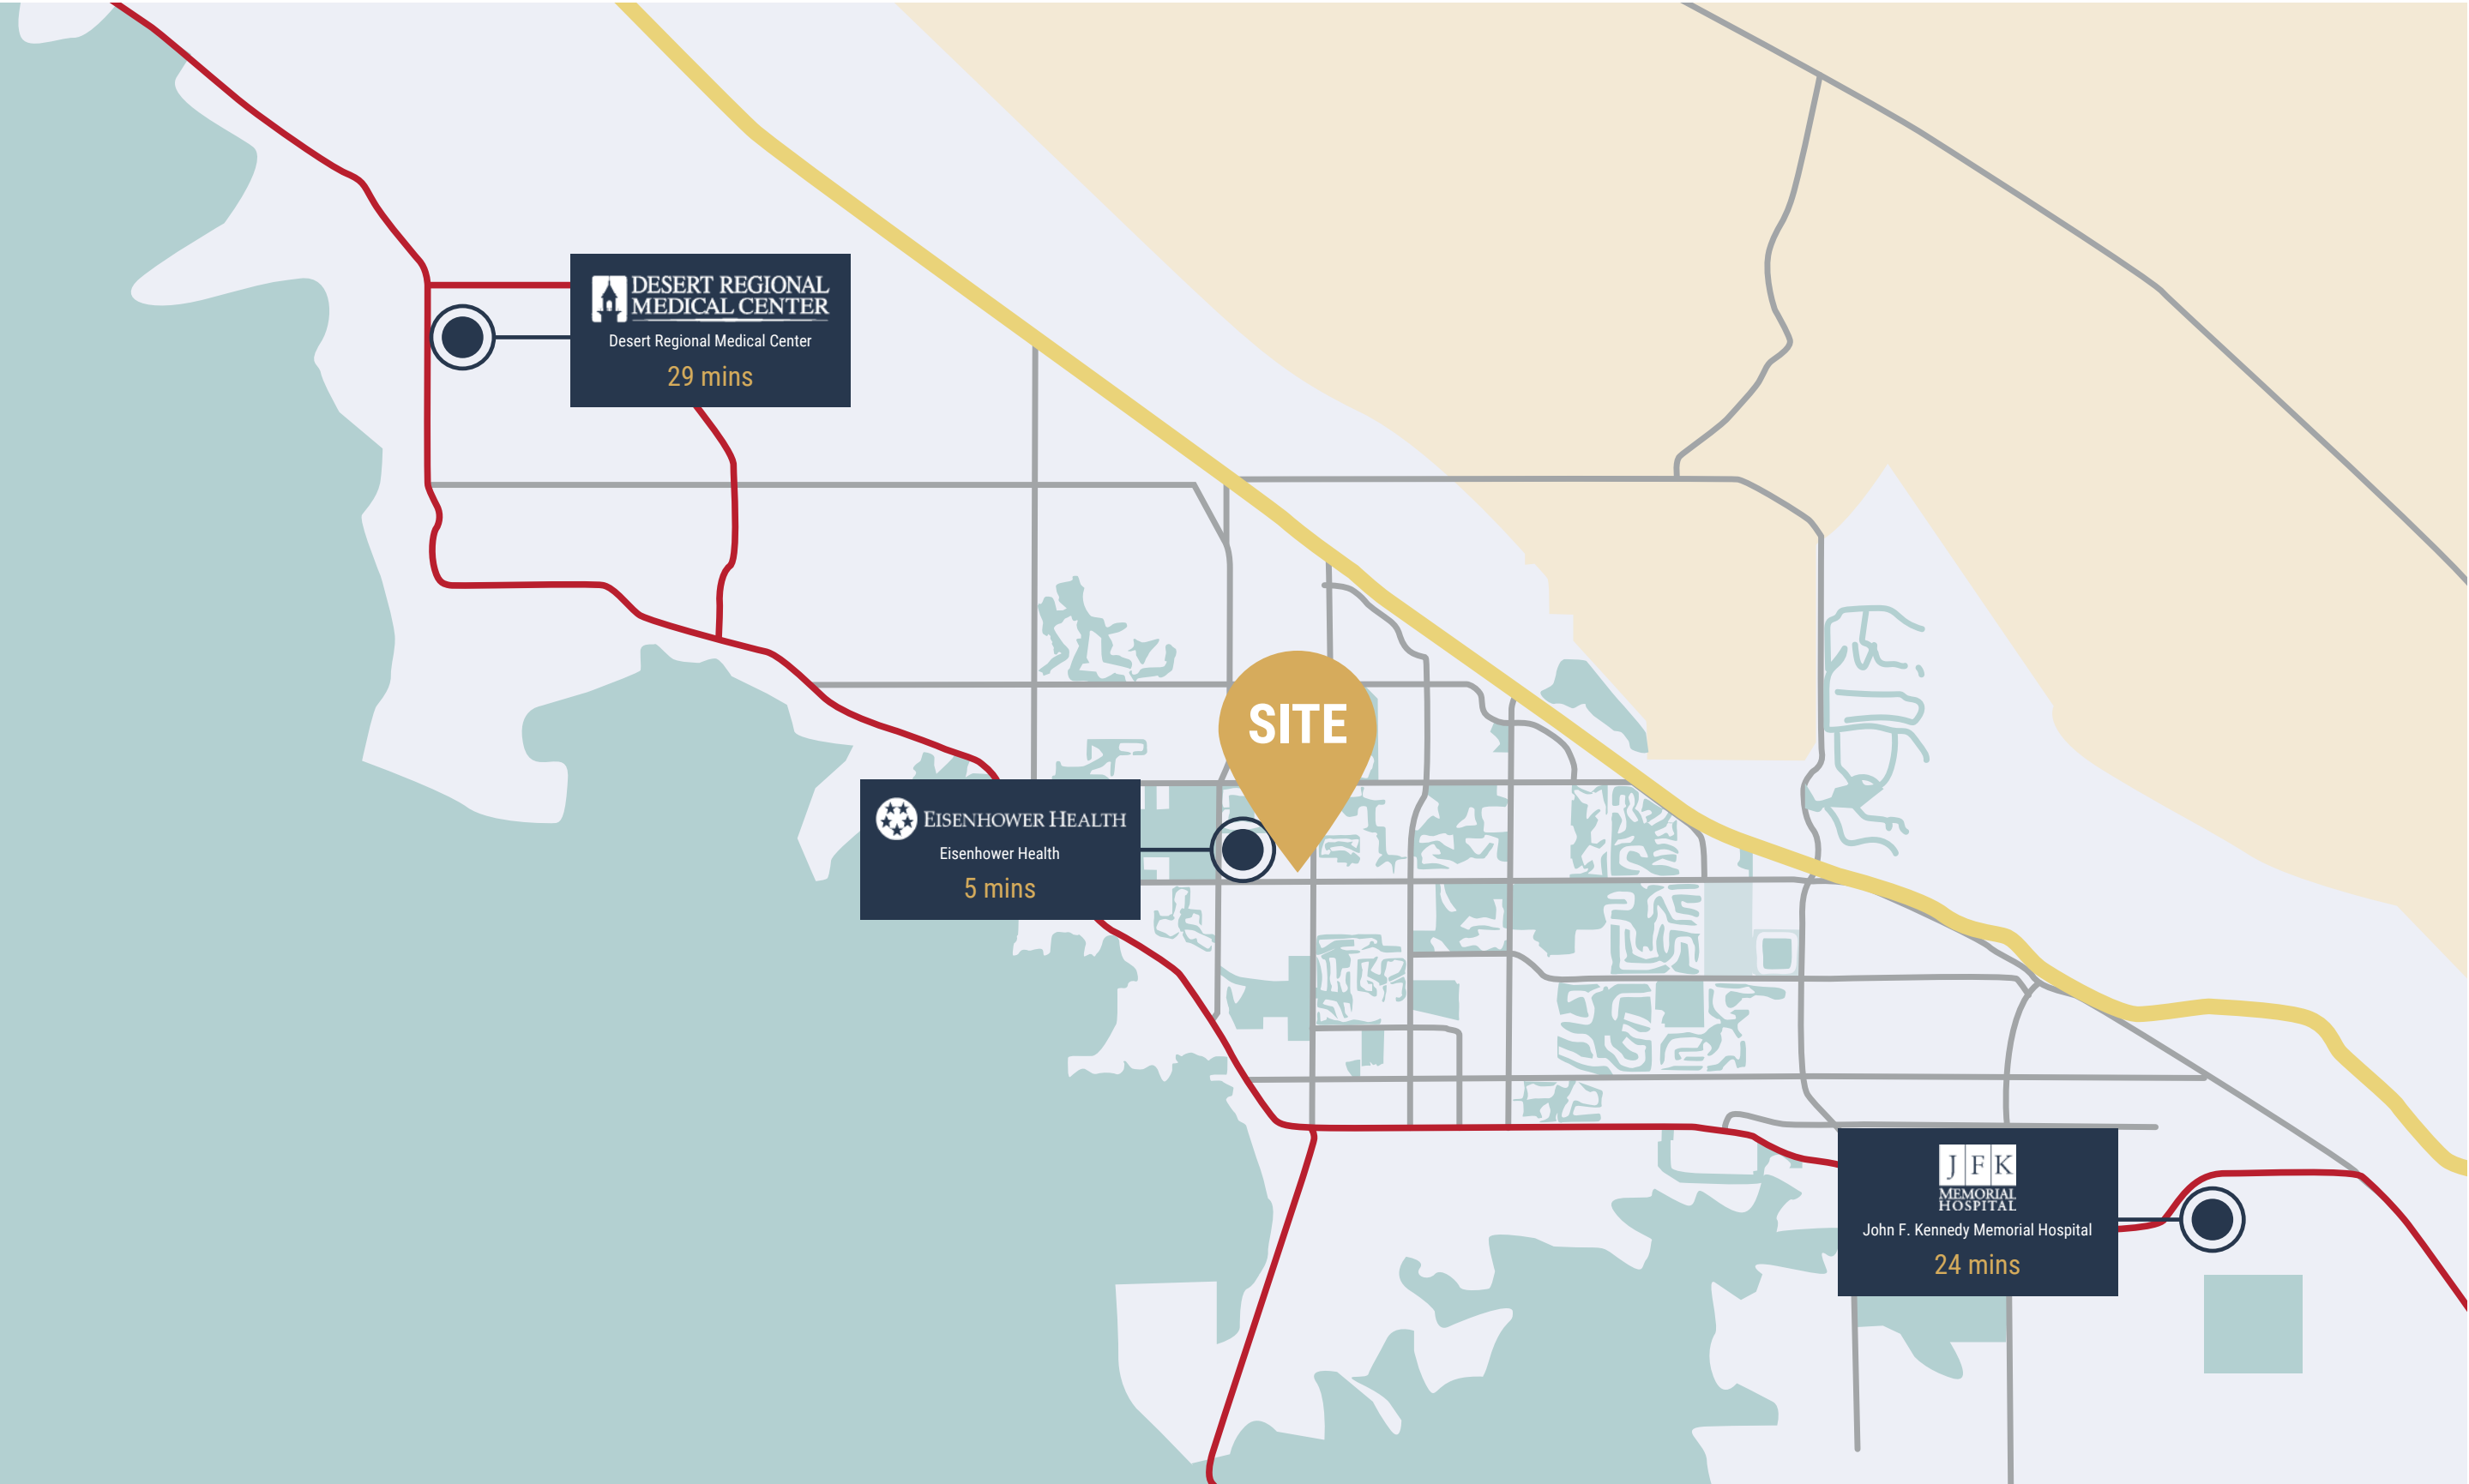 DESERT REGIONAL
MEDICAL CENTER
Desert Regional Medical Center
29 mins
SITE
EISENHOWER HEALTH
Eisenhower Health
5 mins
JFK
MEMORIAL
HOSPITAL
John F. Kennedy Memorial Hospital
24 mins